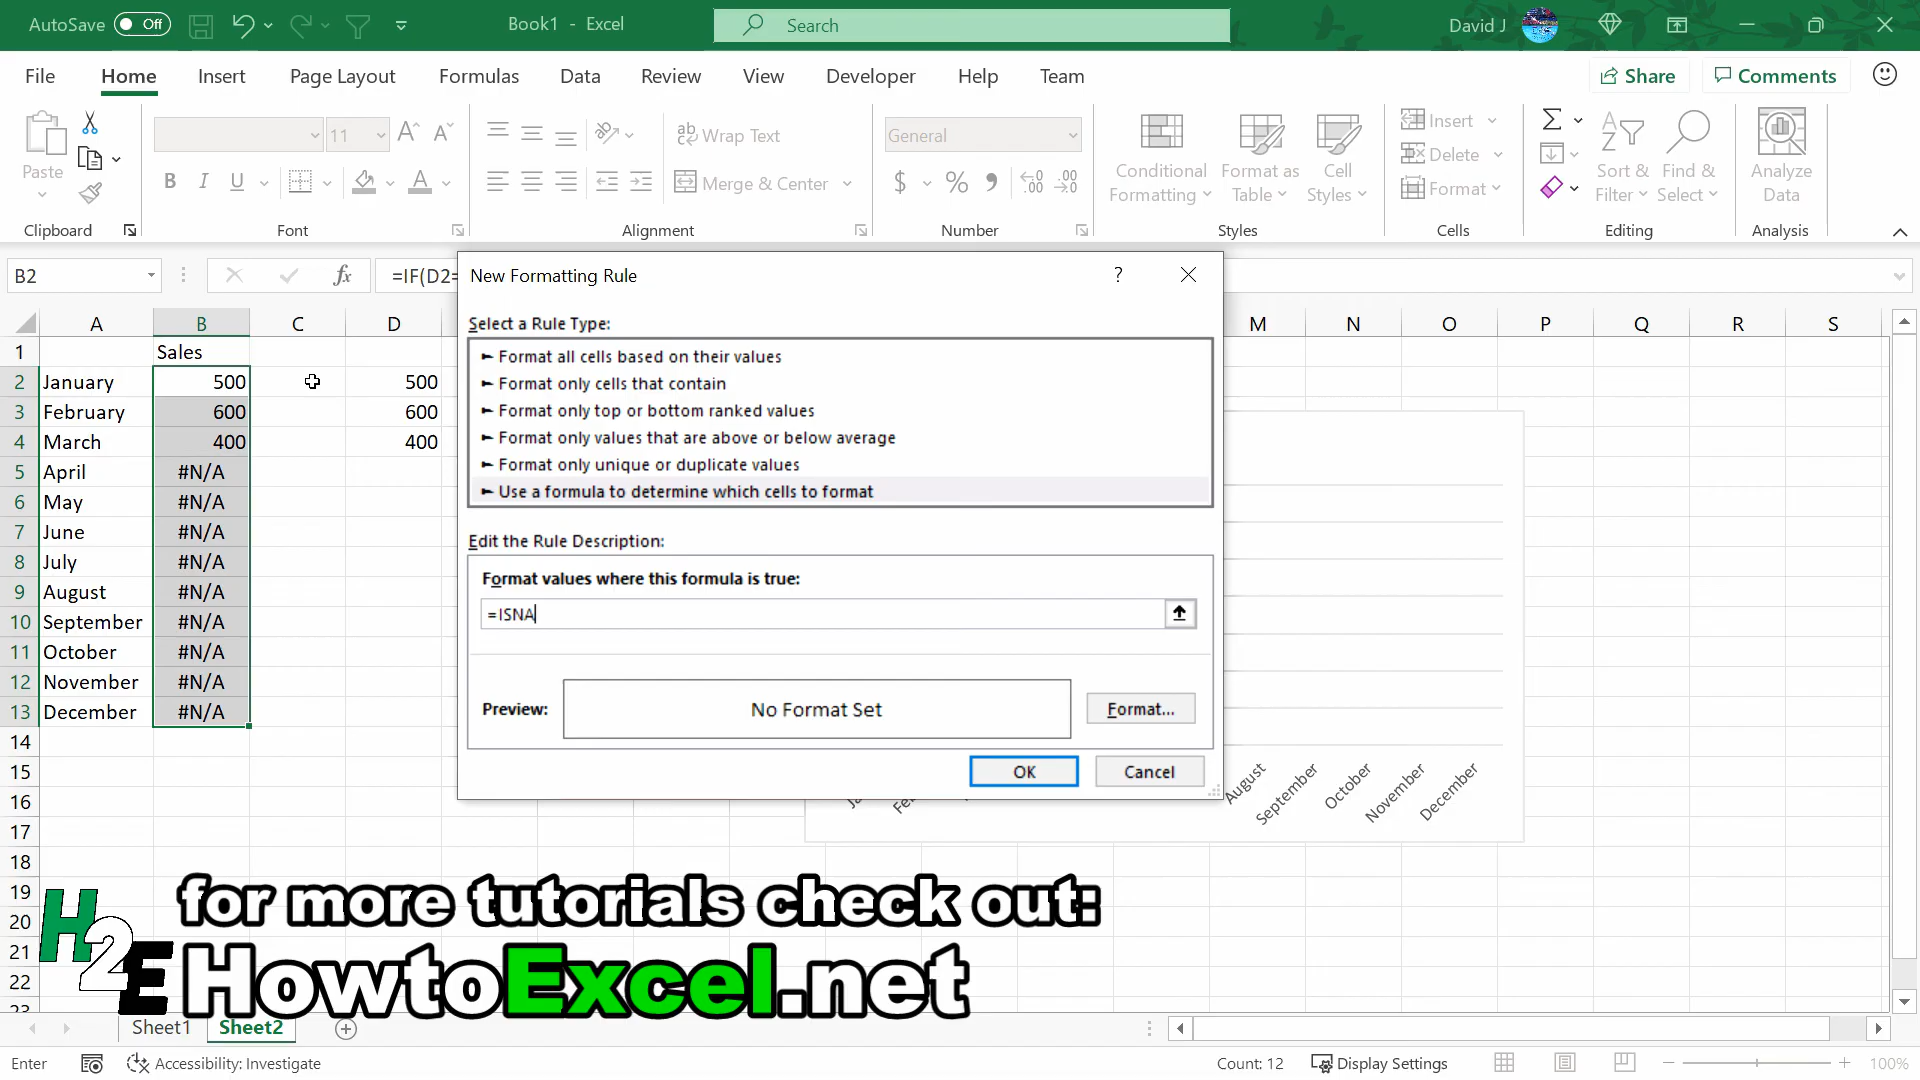 AutoSave Off Book1 - Excel Search David J
File Home Insert Page Layout Formulas Data Review View Developer Help Team Share Comments
Paste
11
Wrap Text
Merge & Center
General
Conditional Formatting
Format as Table
Cell Styles
Insert
Delete
Format
Sort & Filter
Find & Select
Analyze Data
Clipboard Font Alignment Number Styles Cells Editing Analysis
B2 fx =IF(D2=
A B C D M N O P Q R S
1 Sales
2 January 500 500
3 February 600 600
4 March 400 400
5 April #N/A
6 May #N/A
7 June #N/A
8 July #N/A
9 August #N/A
10 September #N/A
11 October #N/A
12 November #N/A
13 December #N/A
14
15
16
17
18
19
20
21
22
23
New Formatting Rule ?
Select a Rule Type:
► Format all cells based on their values
► Format only cells that contain
► Format only top or bottom ranked values
► Format only values that are above or below average
► Format only unique or duplicate values
► Use a formula to determine which cells to format
Edit the Rule Description:
Format values where this formula is true:
=ISNA
Preview: No Format Set Format...
OK Cancel
August September October November December
for more tutorials check out:
H2E HowtoExcel.net
Sheet1 Sheet2
Enter Accessibility: Investigate Count: 12 Display Settings 100%